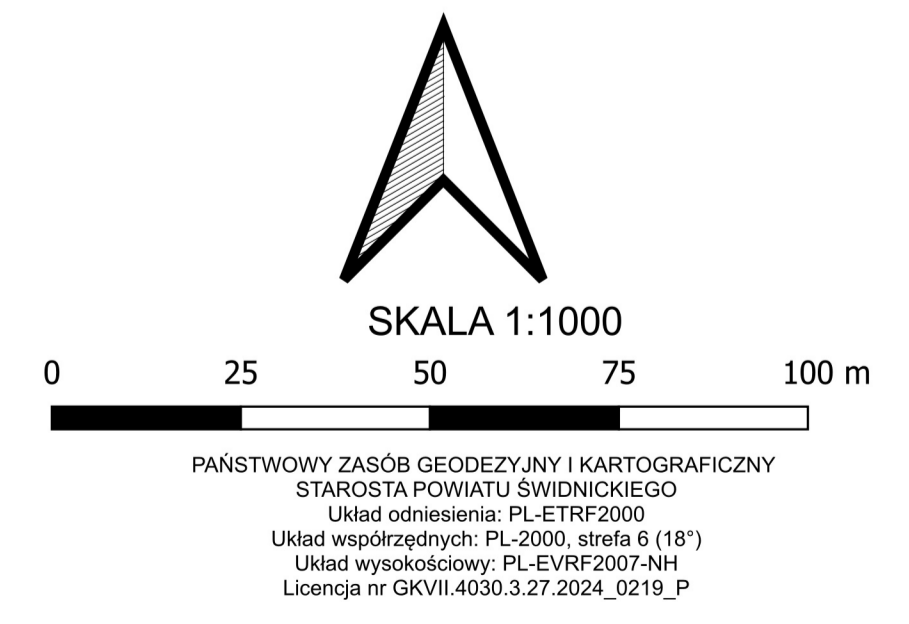 SKALA 1:1000
0 25 50 75 100 m
PAŃSTWOWY ZASÓB GEODEZYJNY I KARTOGRAFICZNY
STAROSTA POWIATU ŚWIDNICKIEGO
Układ odniesienia: PL-ETRF2000
Układ współrzędnych: PL-2000, strefa 6 (18°)
Układ wysokościowy: PL-EVRF2007-NH
Licencja nr GKVII.4030.3.27.2024_0219_P